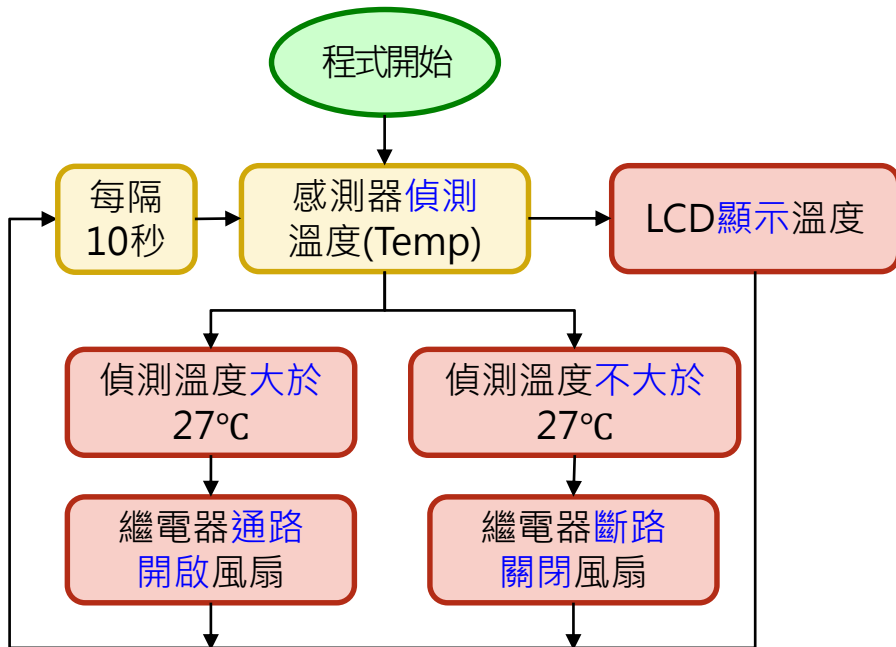 程式開始
每隔
10秒
感測器偵測
溫度(Temp)
LCD顯示溫度
偵測溫度大於
27℃
偵測溫度不大於
27℃
繼電器通路
開啟風扇
繼電器斷路
關閉風扇